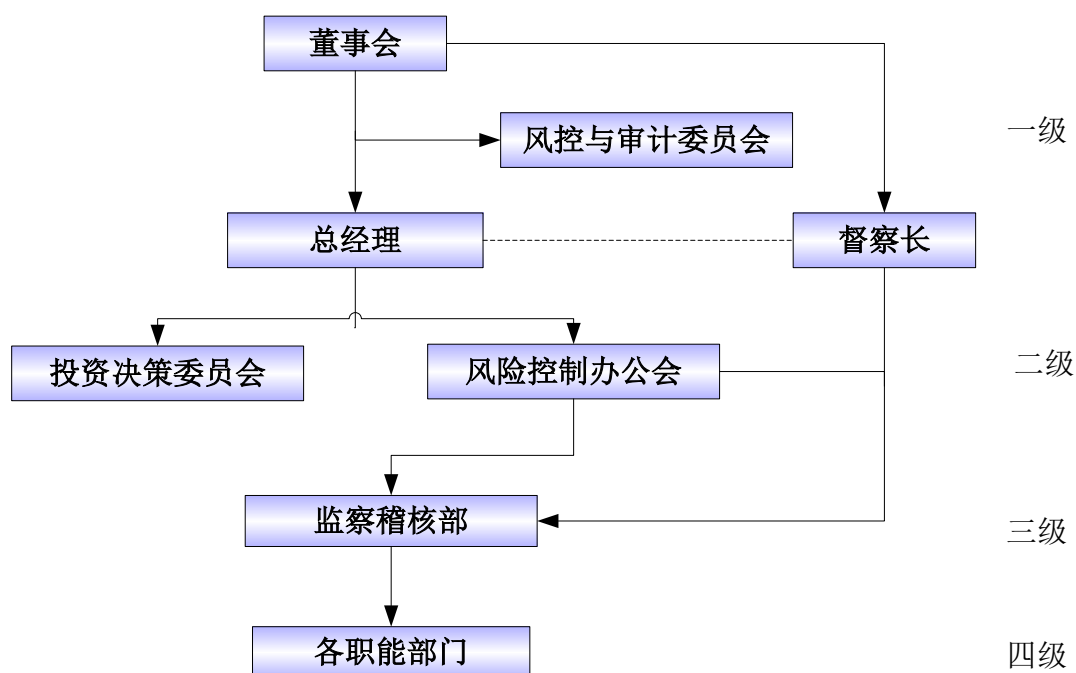 董事会
风控与审计委员会
一级
总经理
督察长
投资决策委员会
风险控制办公会
二级
监察稽核部
三级
各职能部门
四级